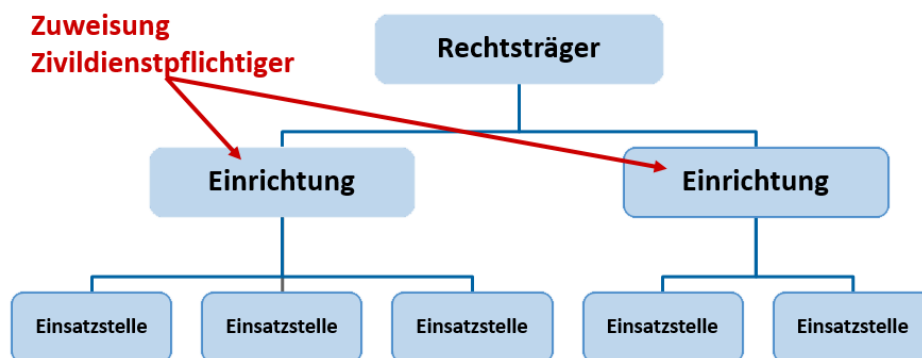 Zuweisung
Zivildienstpflichtiger
Rechtsträger
Einrichtung
Einrichtung
Einsatzstelle
Einsatzstelle
Einsatzstelle
Einsatzstelle
Einsatzstelle